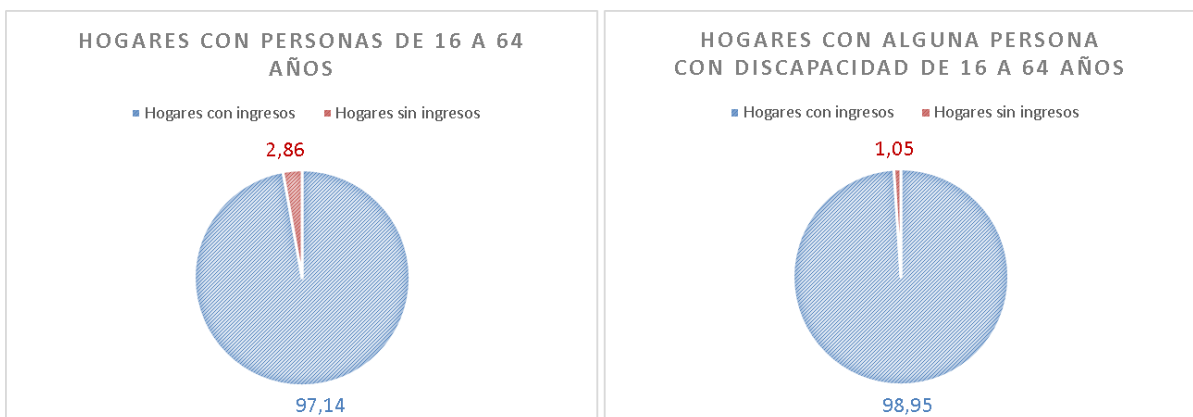 HOGARES CON PERSONAS DE 16 A 64
AÑOS
Hogares con ingresos Hogares sin ingresos
2,86
97,14
HOGARES CON ALGUNA PERSONA
CON DISCAPACIDAD DE 16 A 64 AÑOS
Hogares con ingresos Hogares sin ingresos
1,05
98,95